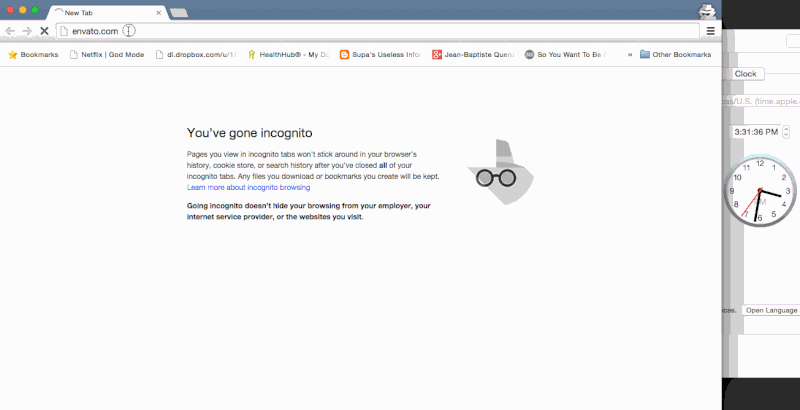 New Tab
envato.com
Bookmarks Netflix | God Mode dl.dropbox.com/u/1 HealthHub® - My Do Supa's Useless Info Jean-Baptiste Queru So You Want To Be A » Other Bookmarks
You've gone incognito
Pages you view in incognito tabs won't stick around in your browser's
history, cookie store, or search history after you've closed all of your
incognito tabs. Any files you download or bookmarks you create will be kept.
Learn more about incognito browsing
Going incognito doesn't hide your browsing from your employer, your
internet service provider, or the websites you visit.
Clock
/U.S. (time.apple.
3:31:36 PM
12
11 1
10 2
9 3
8 4
7 5
6
PM
Open Language